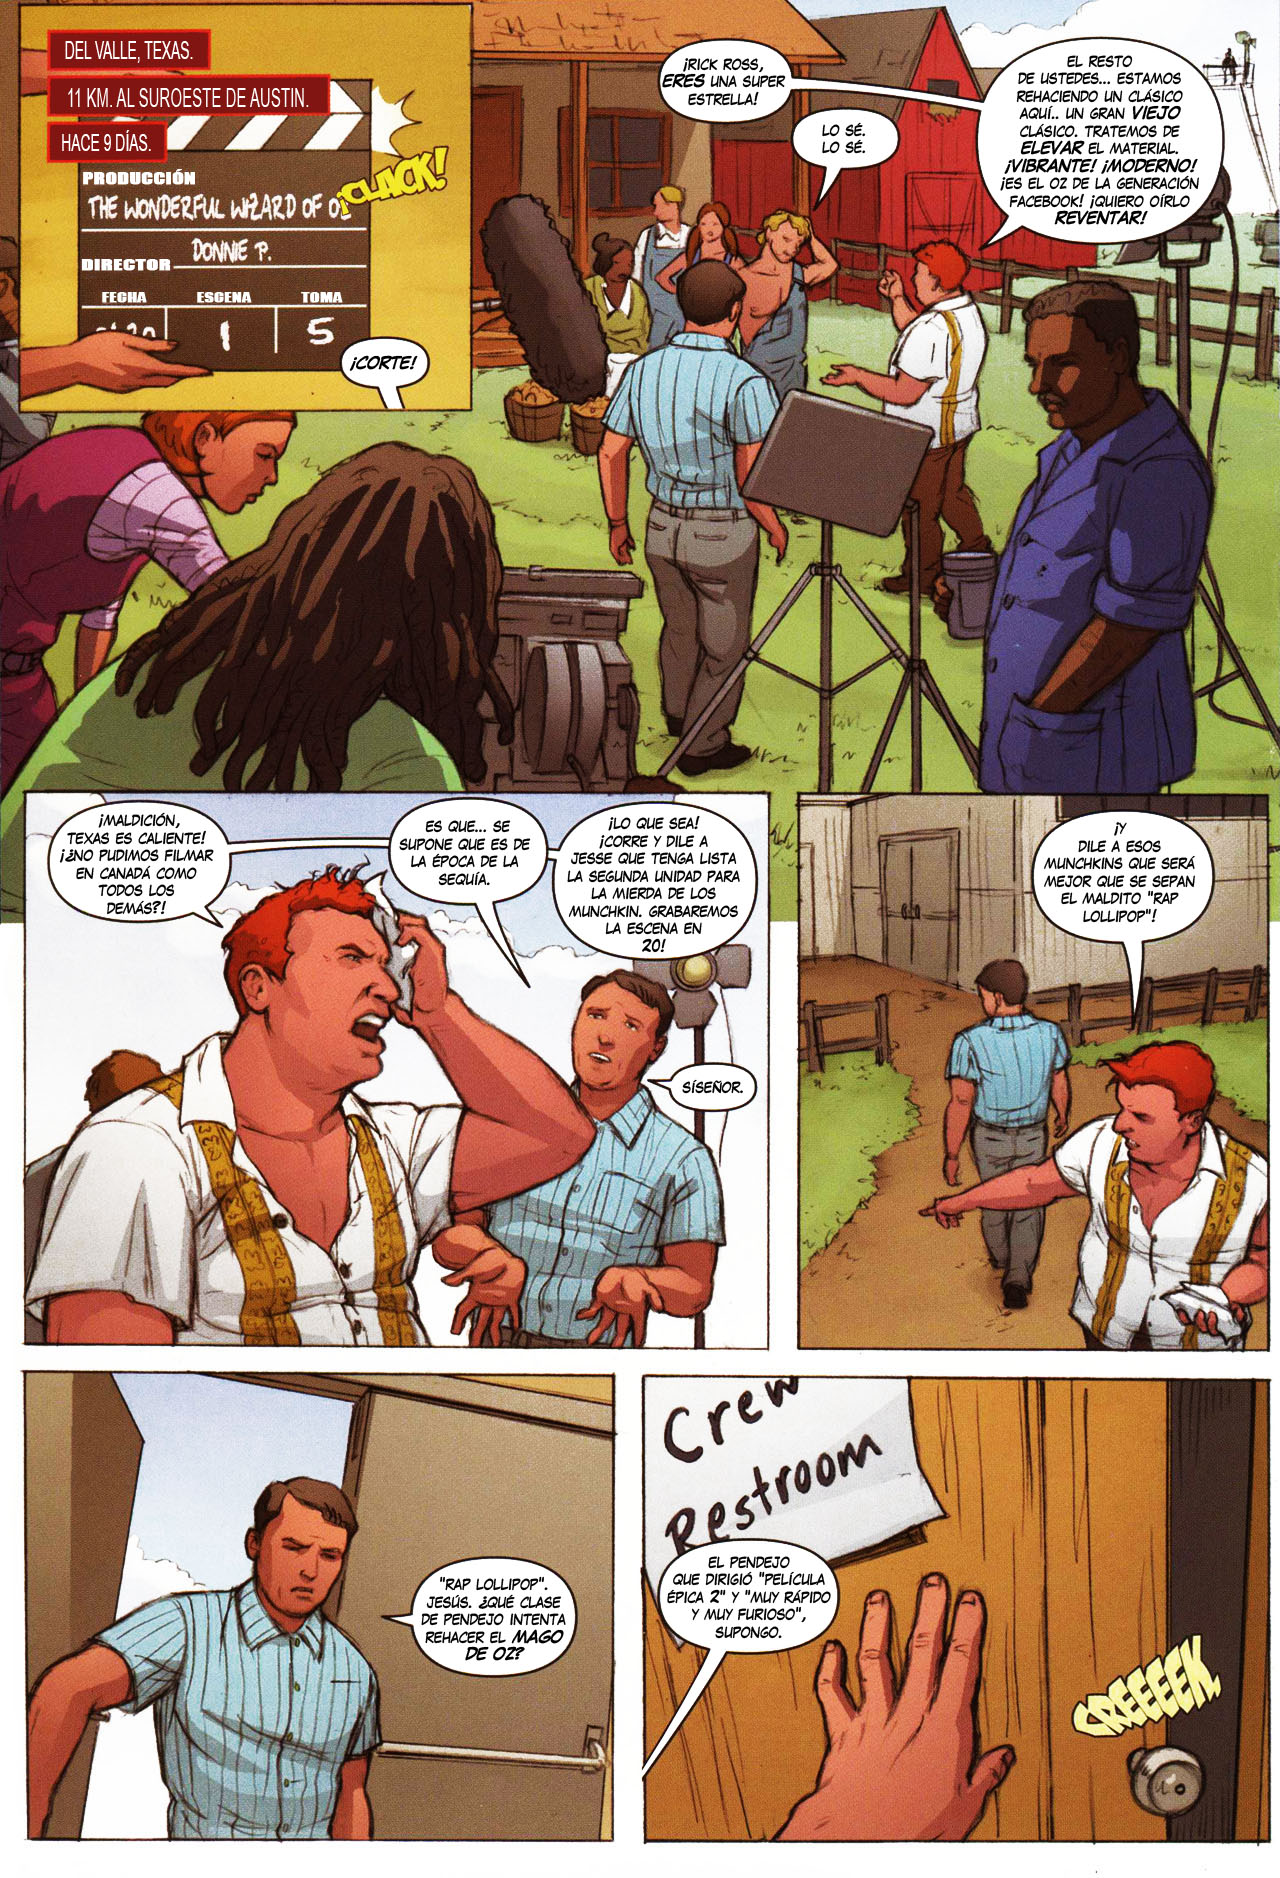 DEL VALLE, TEXAS.
11 KM. AL SUROESTE DE AUSTIN.
HACE 9 DÍAS.
¡CLACK!
PRODUCCIÓN
THE WONDERFUL WIZARD OF OZ
DIRECTOR
DONNIE P.
FECHA
ESCENA
TOMA
1
5
¡CORTE!
¡RICK ROSS,
ERES UNA SUPER
ESTRELLA!
LO SÉ.
LO SÉ.
EL RESTO
DE USTEDES... ESTAMOS
REHACIENDO UN CLÁSICO
AQUÍ.. UN GRAN VIEJO
CLÁSICO. TRATEMOS DE
ELEVAR EL MATERIAL.
¡VIBRANTE! ¡MODERNO!
¡ES EL OZ DE LA GENERACIÓN
FACEBOOK! ¡QUIERO OÍRLO
REVENTAR!
¡MALDICIÓN,
TEXAS ES CALIENTE!
¡¿NO PUDIMOS FILMAR
EN CANADÁ COMO
TODOS LOS
DEMÁS?!
ES QUE... SE
SUPONE QUE ES DE
LA ÉPOCA DE LA
SEQUÍA.
¡LO QUE SEA!
¡CORRE Y DILE A
JESSE QUE TENGA LISTA
LA SEGUNDA UNIDAD PARA
LA MIERDA DE LOS
MUNCHKIN. GRABAREMOS
LA ESCENA EN
20!
SÍSEÑOR.
¡Y
DILE A ESOS
MUNCHKINS QUE SERÁ
MEJOR QUE SE SEPAN
EL MALDITO "RAP
LOLLIPOP"!
"RAP LOLLIPOP".
JESÚS. ¿QUÉ CLASE
DE PENDEJO INTENTA
REHACER EL MAGO
DE OZ?
Crew
Restroom
EL PENDEJO
QUE DIRIGIÓ "PELÍCULA
ÉPICA 2" Y "MUY RÁPIDO
Y MUY FURIOSO",
SUPONGO.
CREEEEK